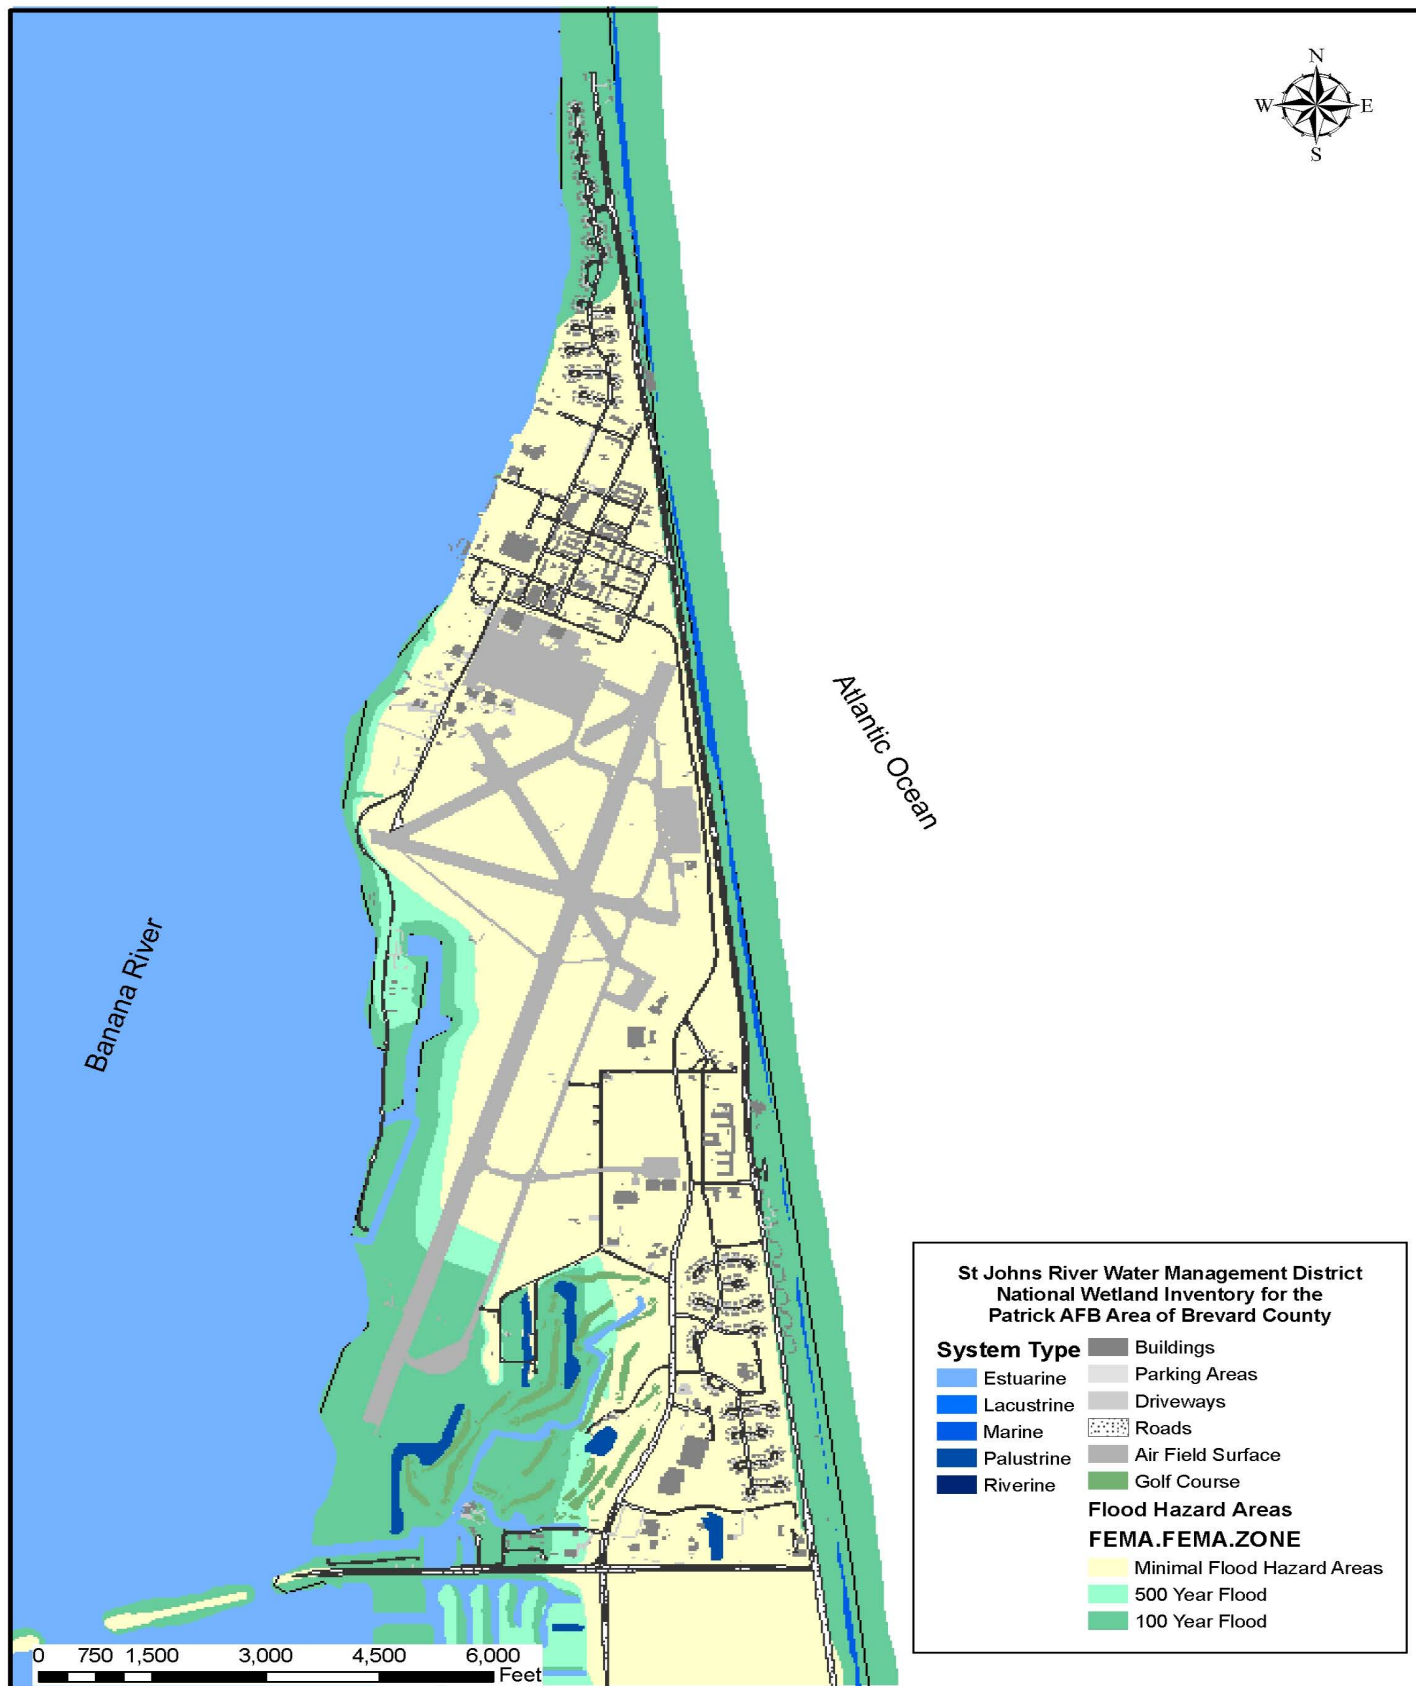 N
W E
S
Atlantic Ocean
Banana River
St Johns River Water Management District
National Wetland Inventory for the
Patrick AFB Area of Brevard County
System Type
Estuarine
Lacustrine
Marine
Palustrine
Riverine
Buildings
Parking Areas
Driveways
Roads
Air Field Surface
Golf Course
Flood Hazard Areas
FEMA.FEMA.ZONE
Minimal Flood Hazard Areas
500 Year Flood
100 Year Flood
0 750 1,500 3,000 4,500 6,000
Feet